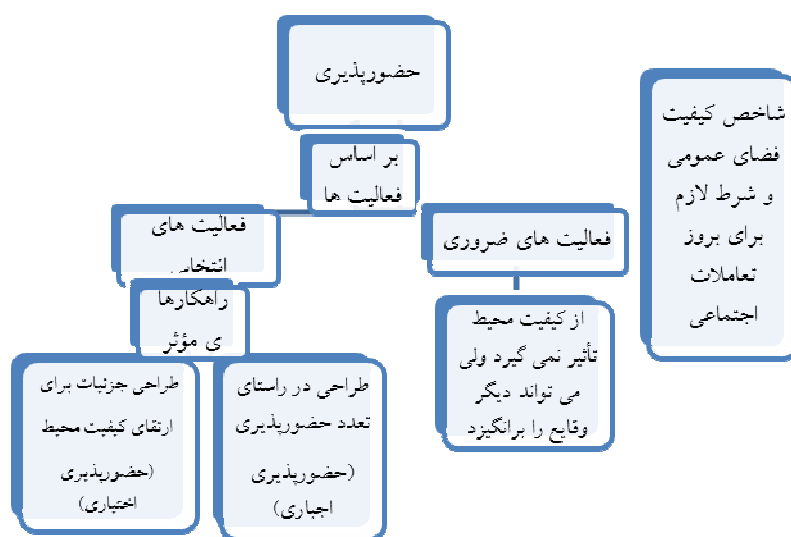 حضورپذیری
شاخص کیفیت
فضای عمومی
و شرط لازم
برای بروز
تعاملات
اجتماعی
بر اساس
فعالیت ها
فعالیت های ضروری
فعالیت های
انتخابی
از کیفیت محیط
تأثیر نمی گیرد ولی
می تواند دیگر
وقایع را برانگیزد
راهکارها
ی مؤثر
طراحی در راستای
تعدد حضورپذیری
(حضورپذیری
اجباری)
طراحی جزئیات برای
ارتقای کیفیت محیط
(حضورپذیری
اختیاری)